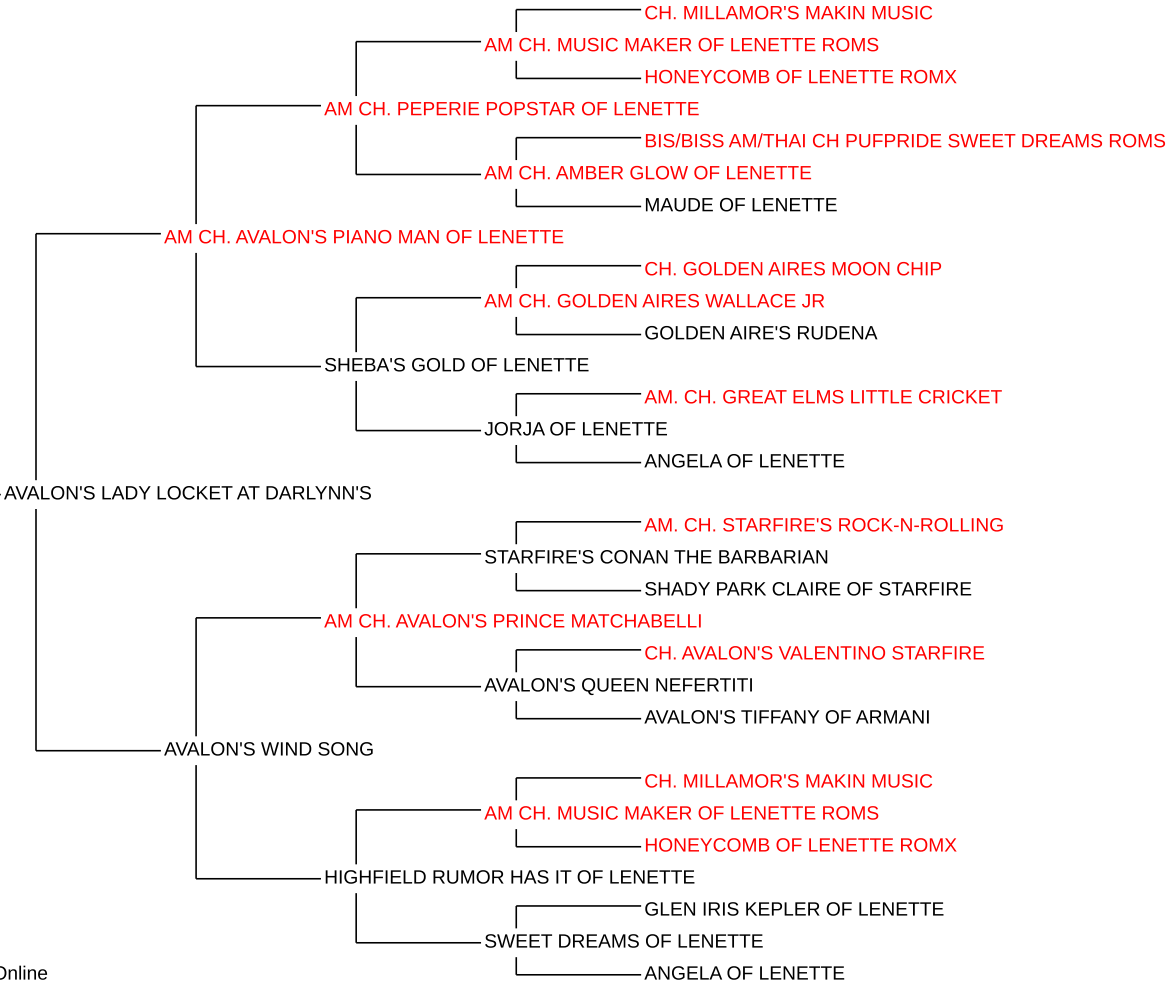 CH. MILLAMOR'S MAKIN MUSIC
AM CH. MUSIC MAKER OF LENETTE ROMS
HONEYCOMB OF LENETTE ROMX
AM CH. PEPERIE POPSTAR OF LENETTE
BIS/BISS AM/THAI CH PUFPRIDE SWEET DREAMS ROMS
AM CH. AMBER GLOW OF LENETTE
MAUDE OF LENETTE
AM CH. AVALON'S PIANO MAN OF LENETTE
CH. GOLDEN AIRES MOON CHIP
AM CH. GOLDEN AIRES WALLACE JR
GOLDEN AIRE'S RUDENA
SHEBA'S GOLD OF LENETTE
AM. CH. GREAT ELMS LITTLE CRICKET
JORJA OF LENETTE
ANGELA OF LENETTE
AVALON'S LADY LOCKET AT DARLYNN'S
AM. CH. STARFIRE'S ROCK-N-ROLLING
STARFIRE'S CONAN THE BARBARIAN
SHADY PARK CLAIRE OF STARFIRE
AM CH. AVALON'S PRINCE MATCHABELLI
CH. AVALON'S VALENTINO STARFIRE
AVALON'S QUEEN NEFERTITI
AVALON'S TIFFANY OF ARMANI
AVALON'S WIND SONG
CH. MILLAMOR'S MAKIN MUSIC
AM CH. MUSIC MAKER OF LENETTE ROMS
HONEYCOMB OF LENETTE ROMX
HIGHFIELD RUMOR HAS IT OF LENETTE
GLEN IRIS KEPLER OF LENETTE
SWEET DREAMS OF LENETTE
ANGELA OF LENETTE
Online